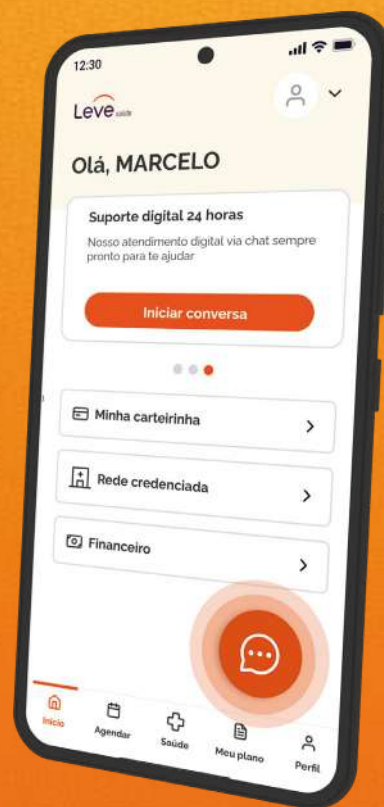 12:30
Leve saúde
Olá, MARCELO
Suporte digital 24 horas
Nosso atendimento digital via chat sempre
pronto para te ajudar
Iniciar conversa
Minha carteirinha
Rede credenciada
Financeiro
Início
Agendar
Saúde
Meu plano
Perfil